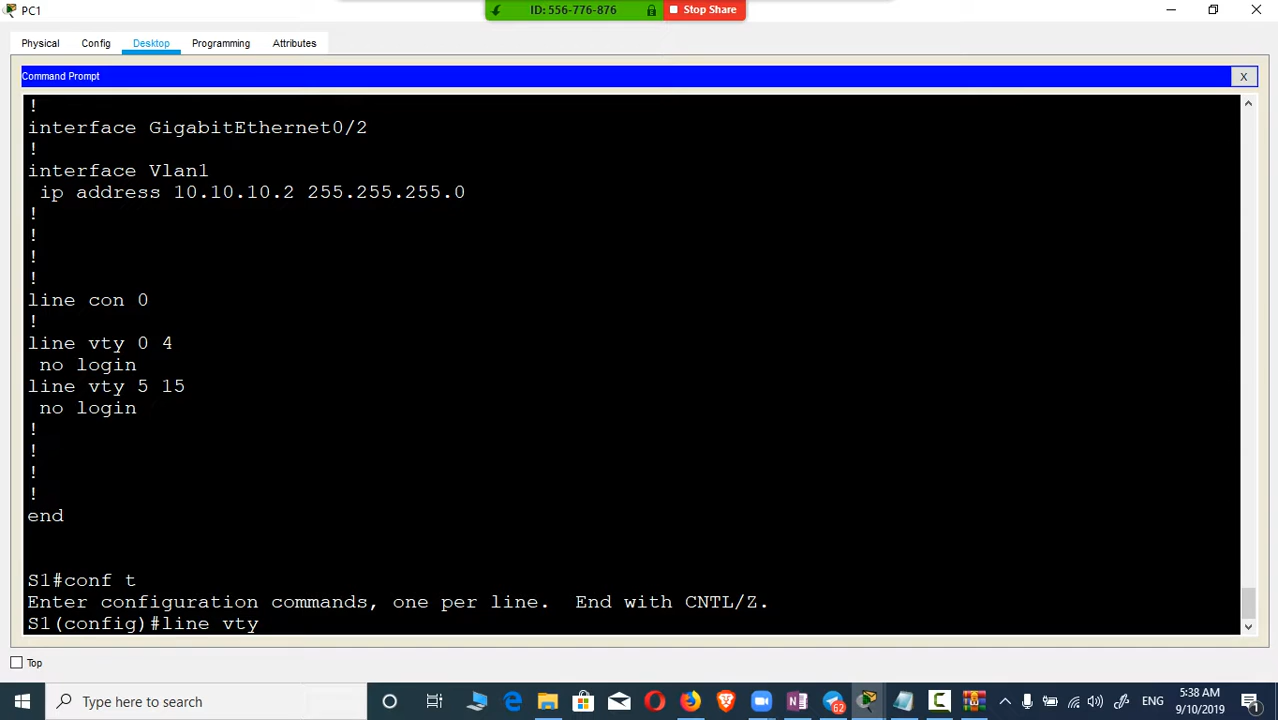 PC1
ID: 556-776-876
Stop Share
Physical
Config
Desktop
Programming
Attributes
Command Prompt
X
!
interface GigabitEthernet0/2
!
interface Vlan1
ip address 10.10.10.2 255.255.255.0
!
!
!
!
line con 0
!
line vty 0 4
no login
line vty 5 15
no login
!
!
!
!
end
S1#conf t
Enter configuration commands, one per line.  End with CNTL/Z.
S1(config)#line vty
Top
Type here to search
62
ENG
5:38 AM
9/10/2019
1